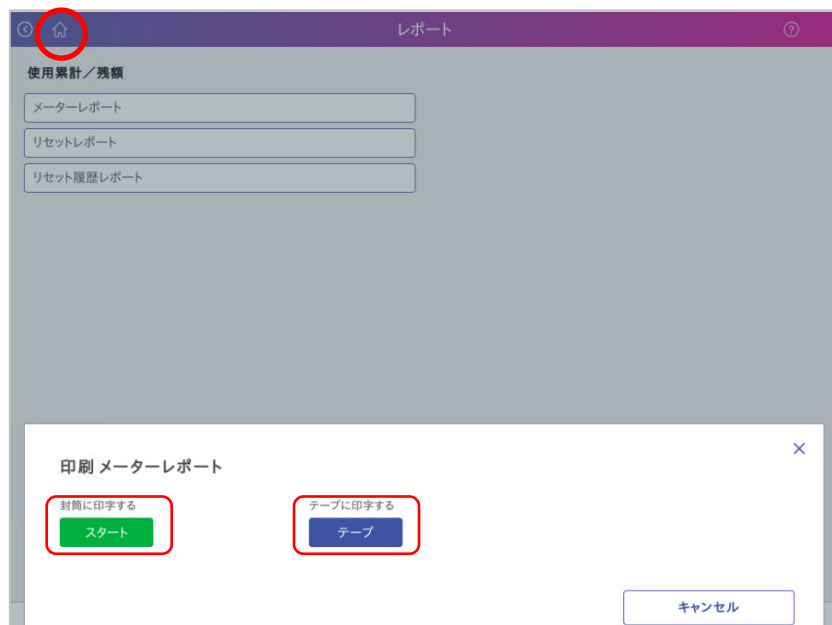 レポート
使用累計／残額
メーターレポート
リセットレポート
リセット履歴レポート
印刷 メーターレポート
封筒に印字する
テープに印字する
スタート
テープ
キャンセル